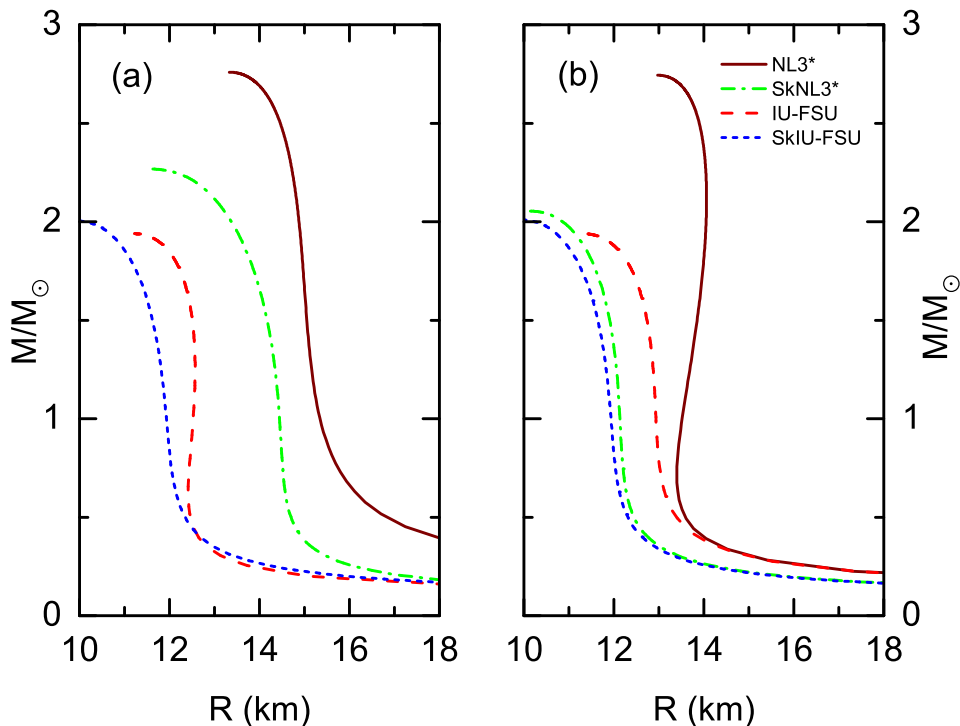 3
3
(a)
(b)
NL3*
SkNL3*
IU-FSU
SkIU-FSU
2
2
M/M⊙
M/M⊙
1
1
0
0
10 12 14 16 18
10 12 14 16 18
R (km)
R (km)